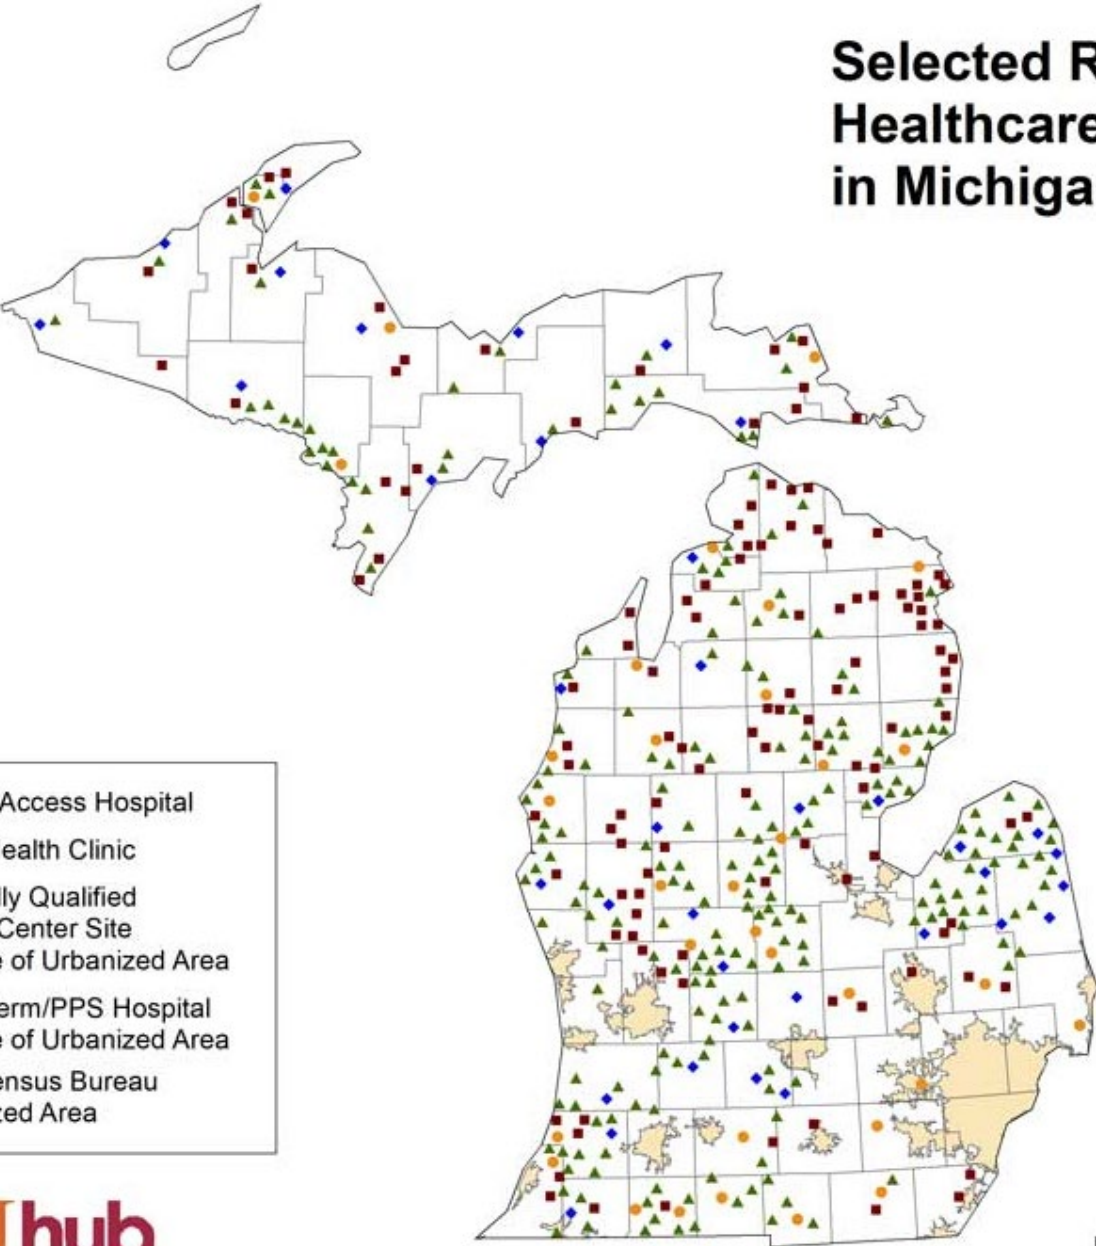 Selected R
Healthcare
in Michiga
Access Hospital
ealth Clinic
lly Qualified
Center Site
e of Urbanized Area
erm/PPS Hospital
e of Urbanized Area
ensus Bureau
zed Area
hub